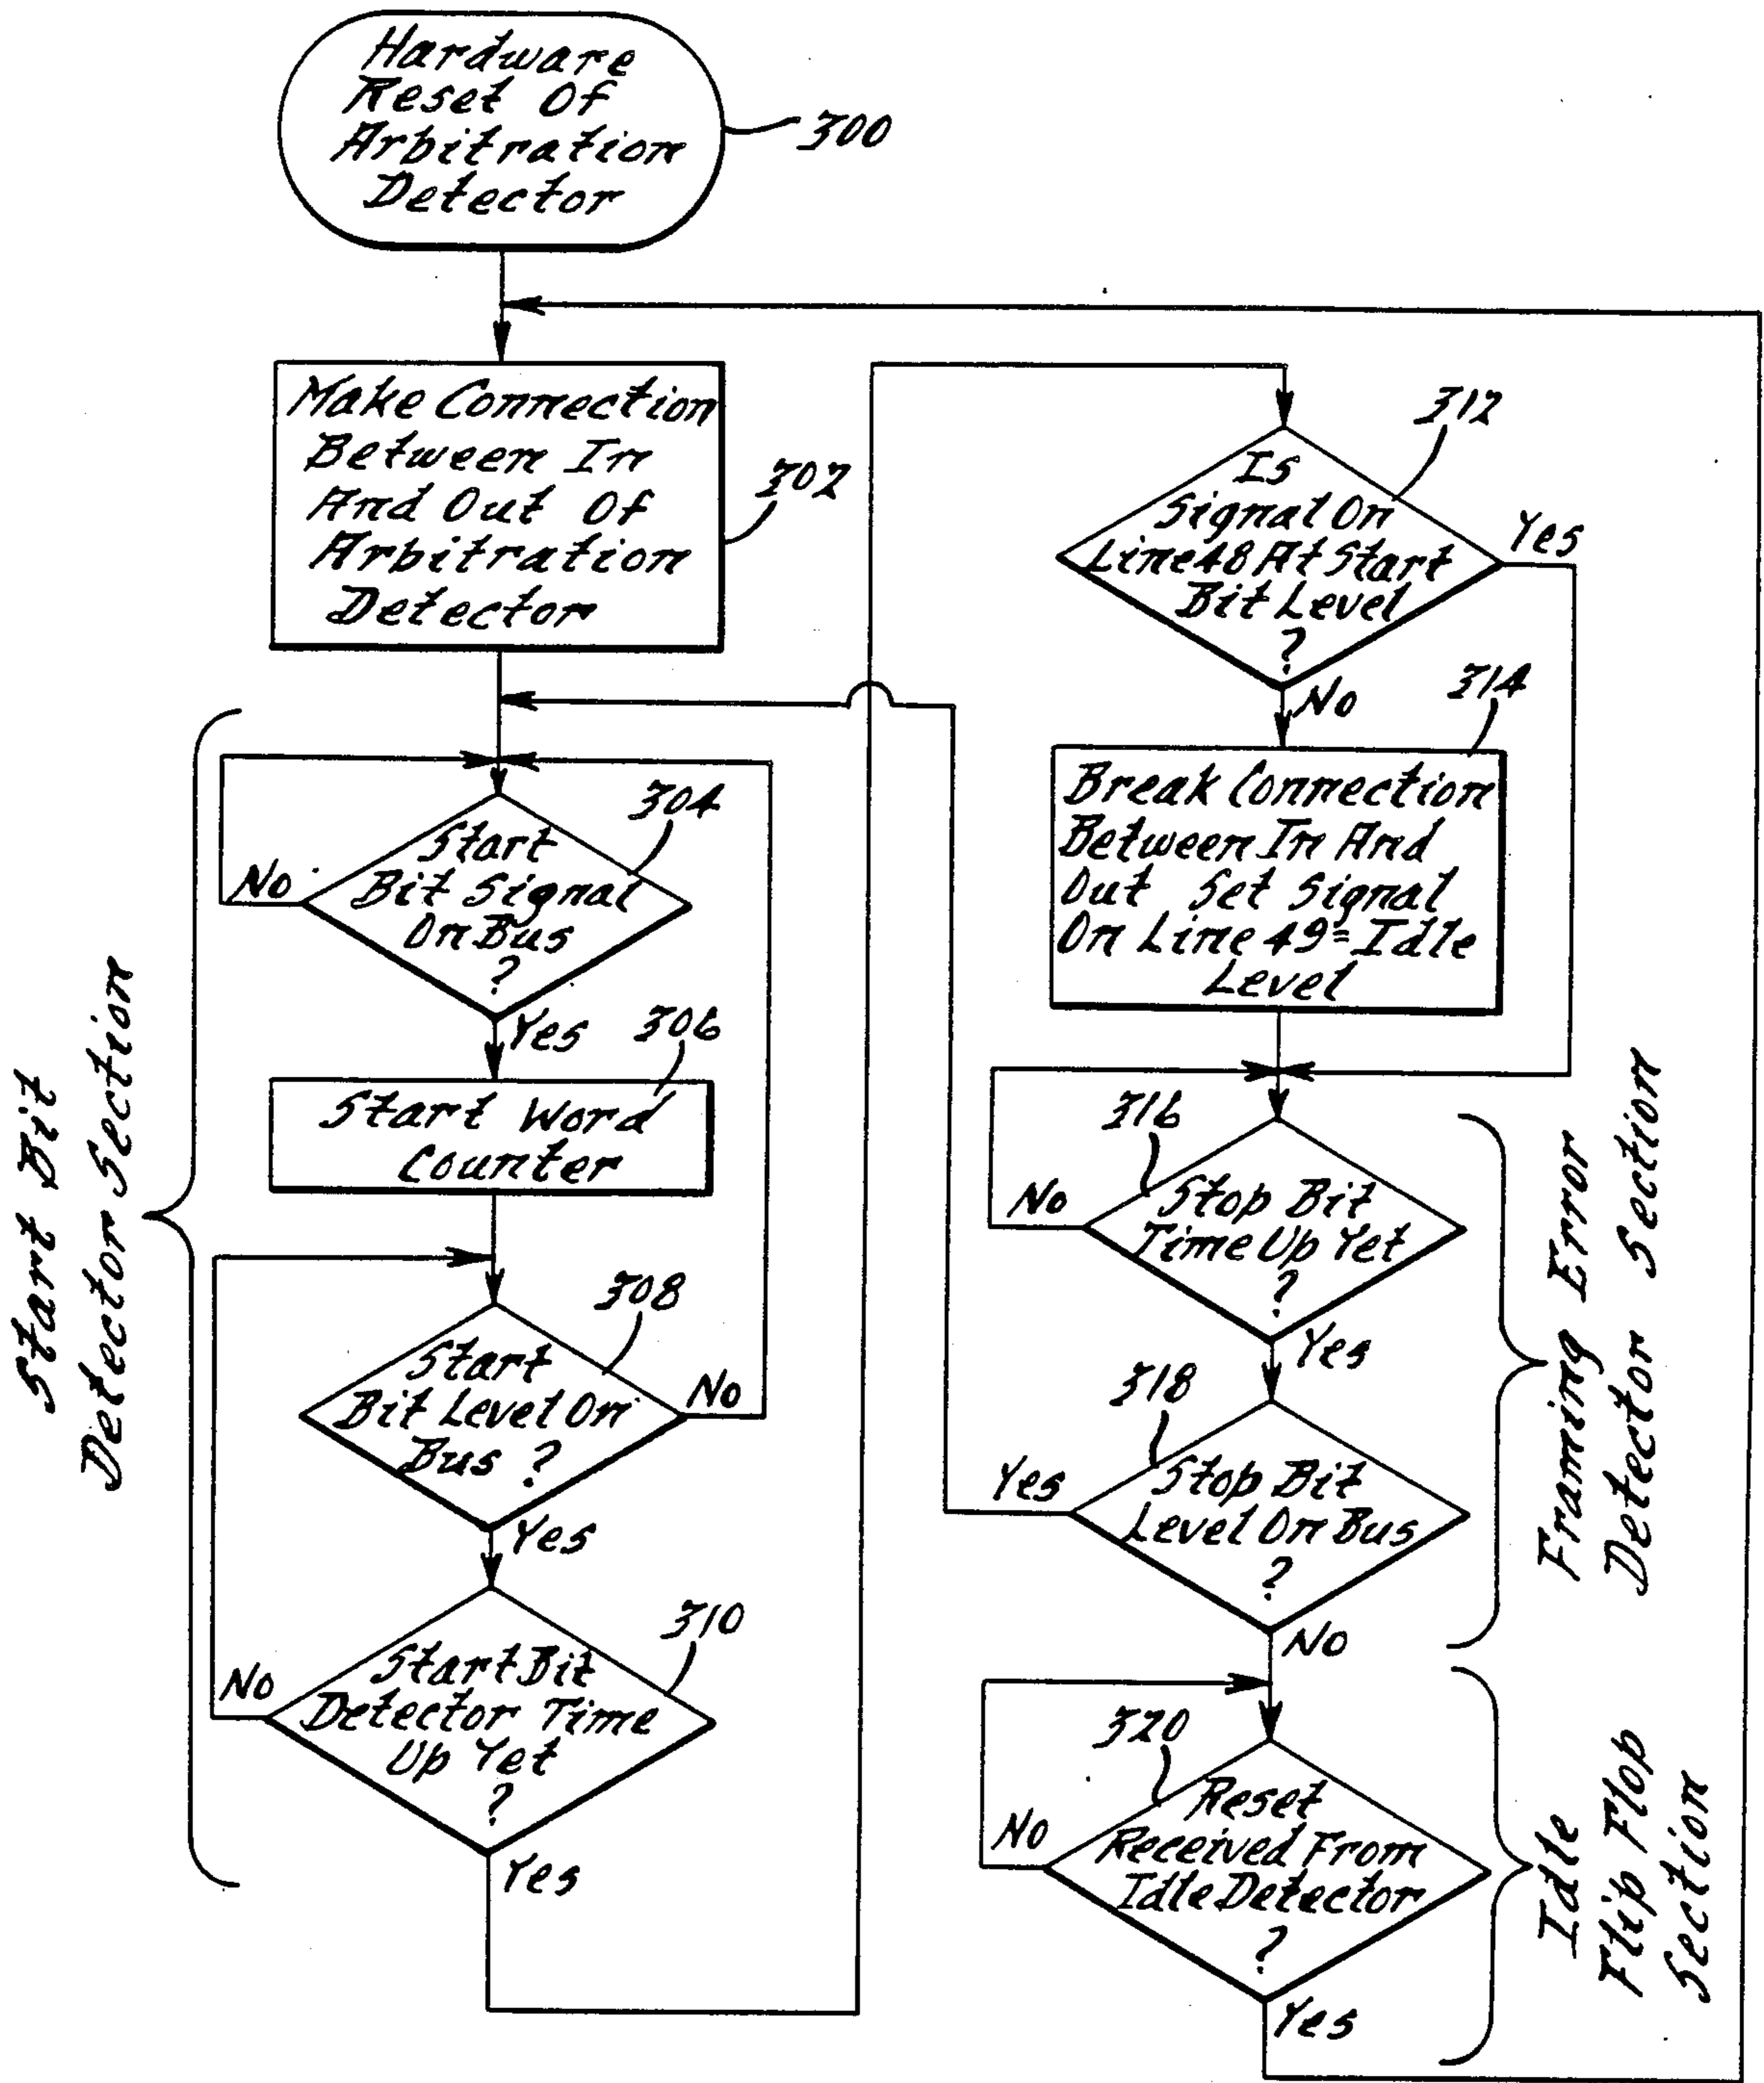 Hardware
Reset Of
Arbitration
Detector
300
Make Connection
Between In
And Out Of
Arbitration
Detector
302
Start Bit
Detector Section
304
Start
Bit Signal
On Bus
?
No
Yes
306
Start Word
Counter
308
Start
Bit Level On
Bus ?
No
Yes
310
Start Bit
Detector Time
Up Yet
?
No
Yes
312
Is
Signal On
Line 48 At Start
Bit Level
?
Yes
No
314
Break Connection
Between In And
Out Set Signal
On Line 49 = Idle
Level
316
Stop Bit
Time Up Yet
?
No
Yes
318
Stop Bit
Level On Bus
?
Yes
No
Framing Error
Detector Section
320
Reset
Received From
Idle Detector
?
No
Yes
Idle
Flip Flop
Section